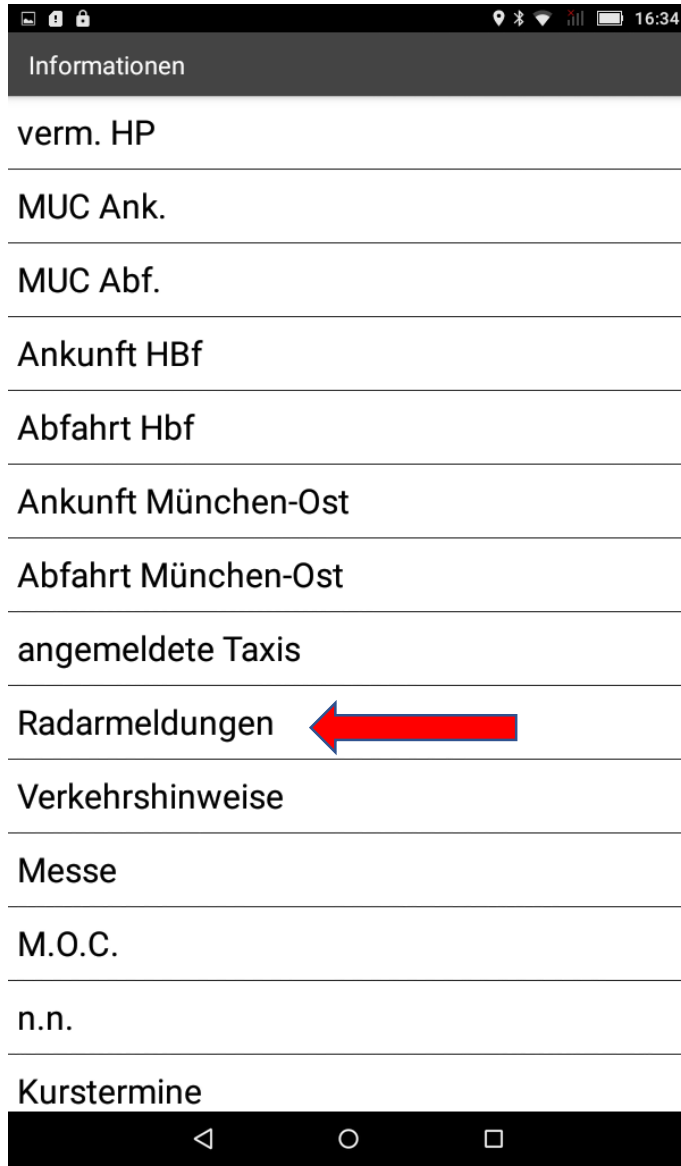 16:34
Informationen
verm. HP
MUC Ank.
MUC Abf.
Ankunft HBf
Abfahrt Hbf
Ankunft München-Ost
Abfahrt München-Ost
angemeldete Taxis
Radarmeldungen
Verkehrshinweise
Messe
M.O.C.
n.n.
Kurstermine